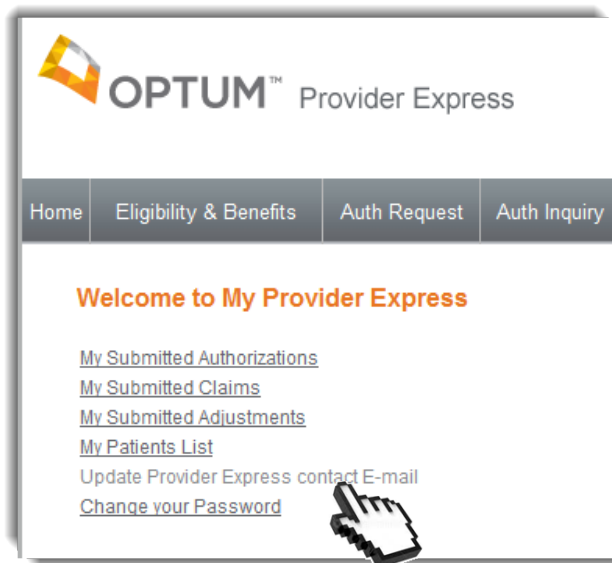 OPTUM™ Provider Express
Home Eligibility & Benefits Auth Request Auth Inquiry
Welcome to My Provider Express
My Submitted Authorizations
My Submitted Claims
My Submitted Adjustments
My Patients List
Update Provider Express contact E-mail
Change your Password